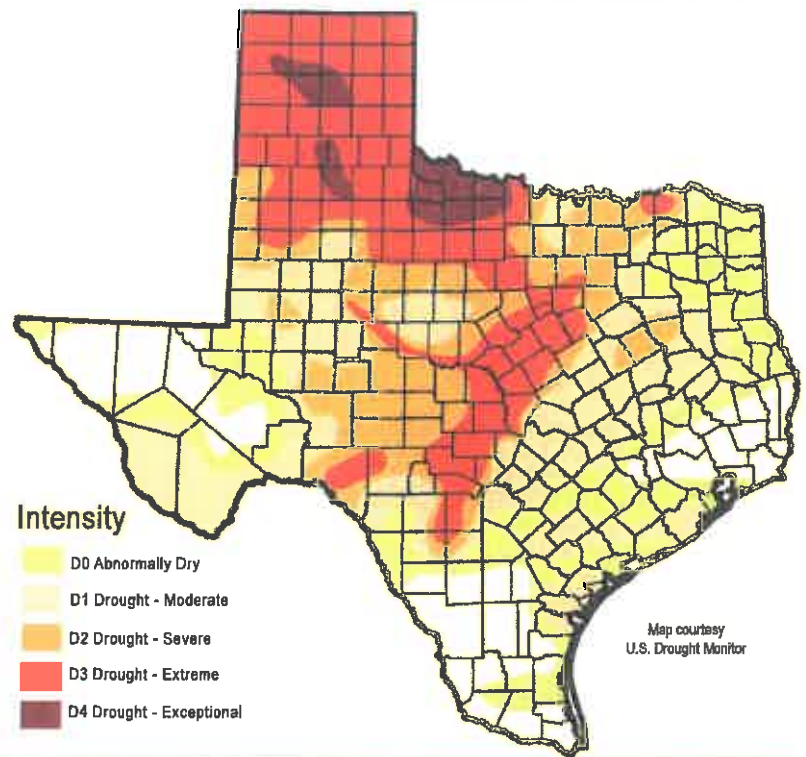 Intensity
D0 Abnormally Dry
D1 Drought - Moderate
D2 Drought - Severe
D3 Drought - Extreme
D4 Drought - Exceptional
Map courtesy
U.S. Drought Monitor